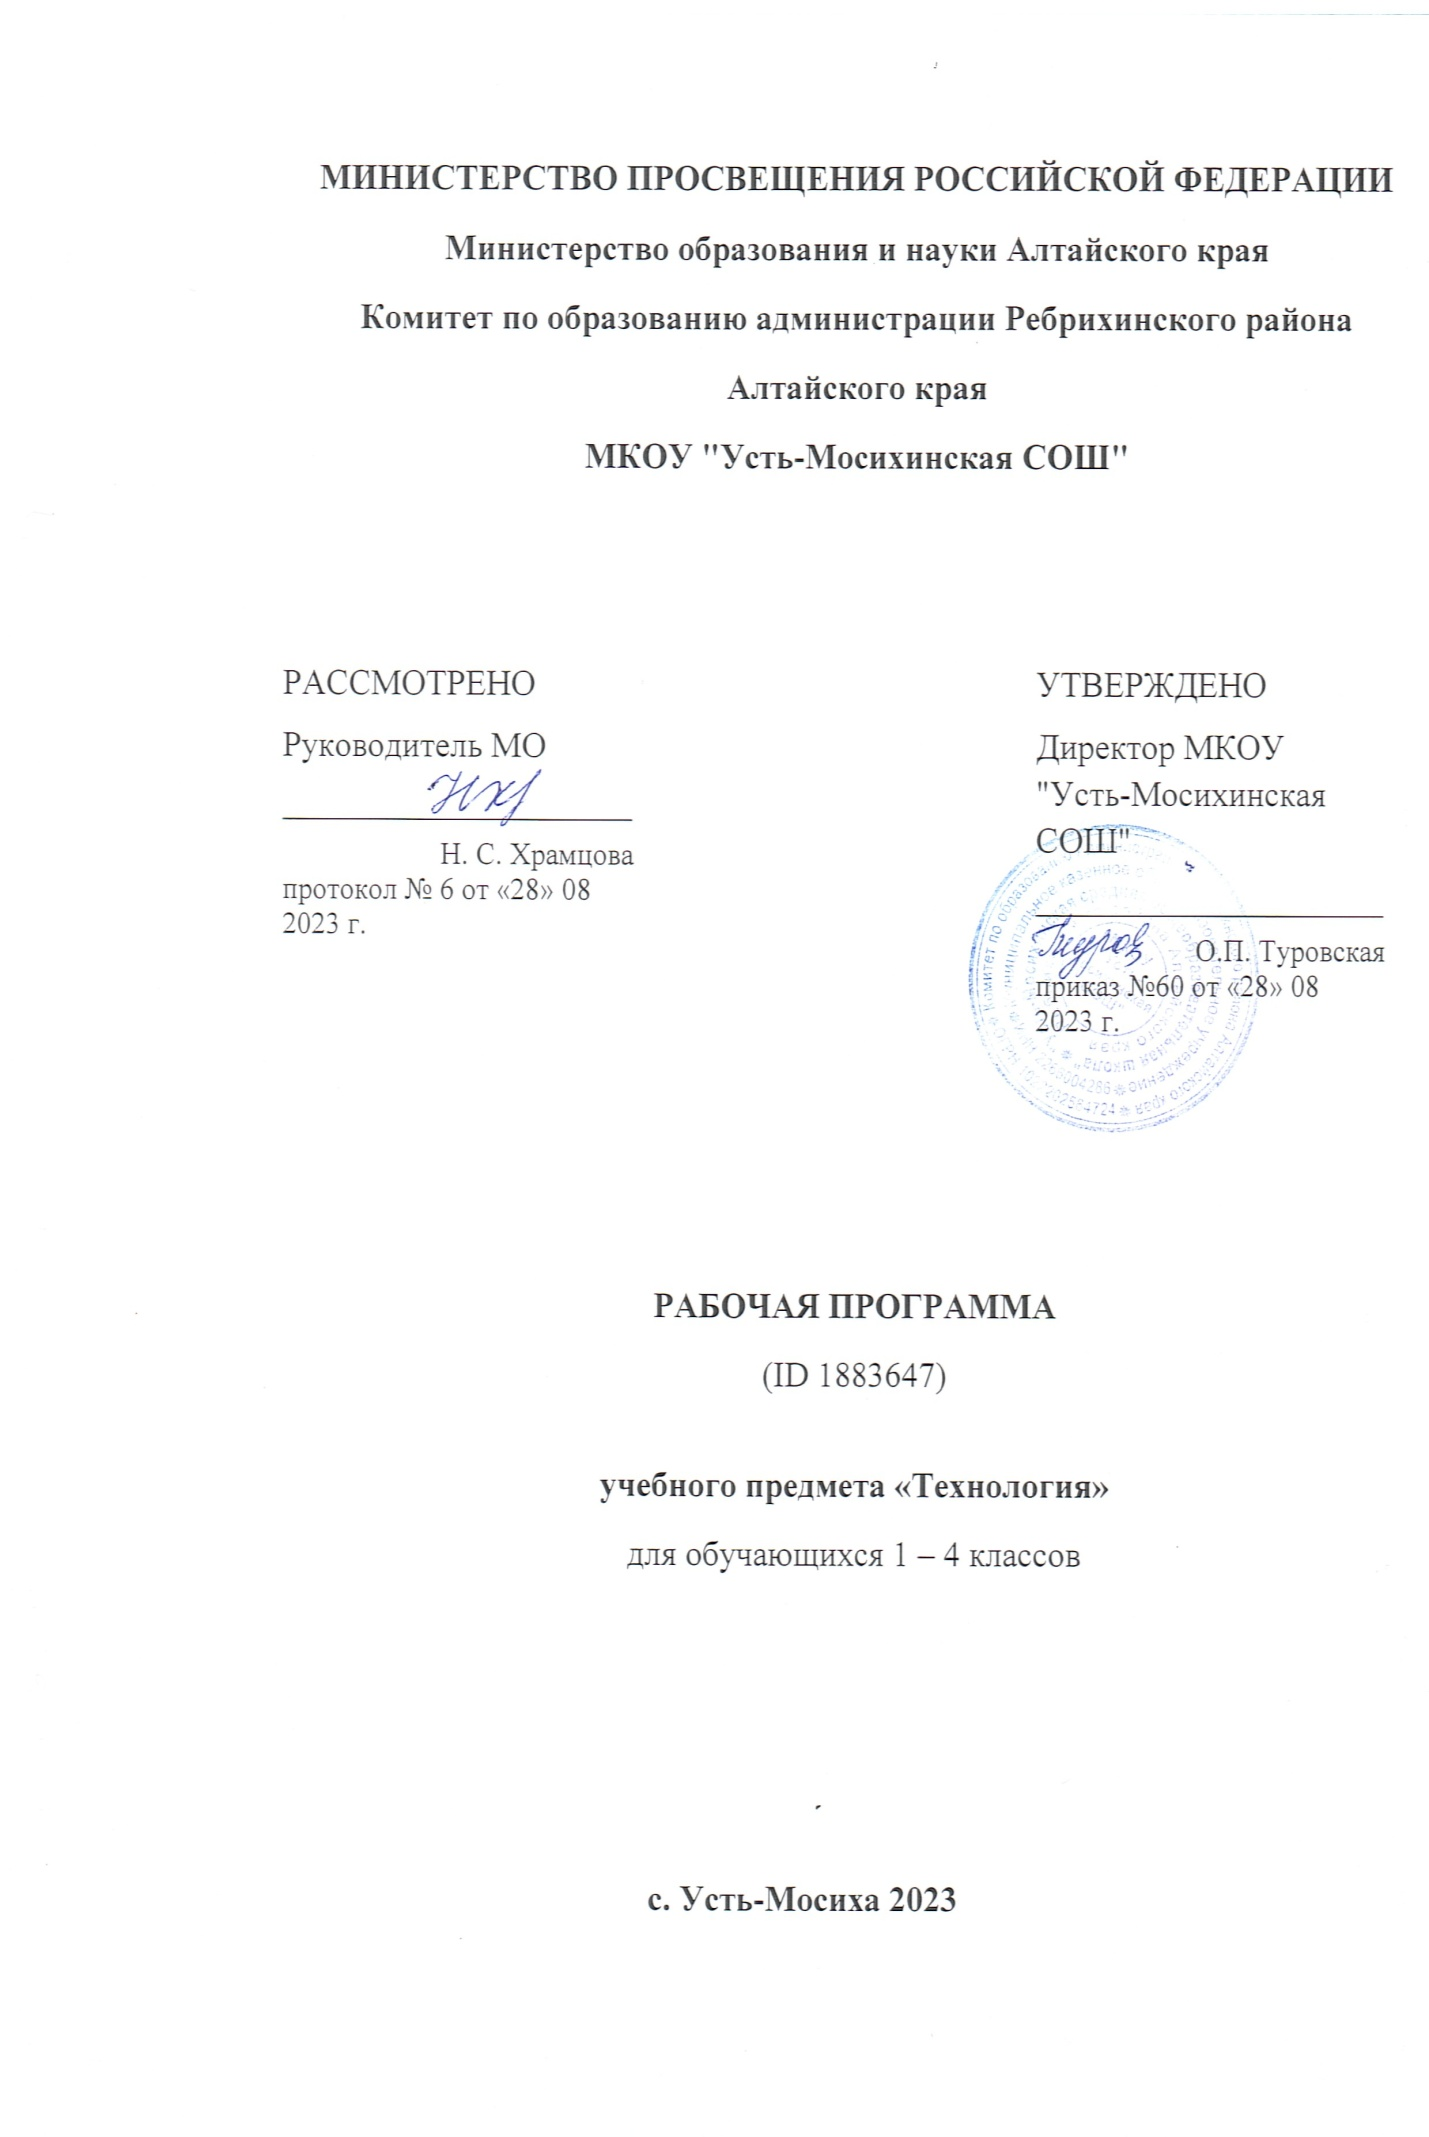 МИНИСТЕРСТВО ПРОСВЕЩЕНИЯ РОССИЙСКОЙ ФЕДЕРАЦИИ
Министерство образования и науки Алтайского края
Комитет по образованию администрации Ребрихинского района
Алтайского края
МКОУ "Усть-Мосихинская СОШ"
РАССМОТРЕНО
Руководитель МО
Н. С. Храмцова
протокол № 6 от «28» 08
2023 г.
УТВЕРЖДЕНО
Директор МКОУ
"Усть-Мосихинская
СОШ"
О.П. Туровская
приказ №60 от «28» 08
2023 г.
РАБОЧАЯ ПРОГРАММА
(ID 1883647)
учебного предмета «Технология»
для обучающихся 1 – 4 классов
с. Усть-Мосиха 2023